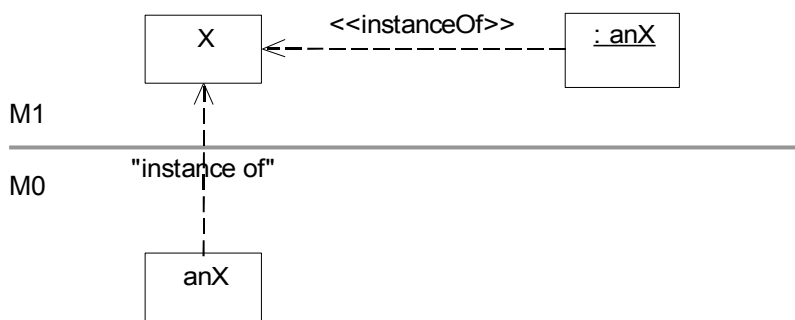 X
<<instanceOf>>
: anX
M1
"instance of"
M0
anX